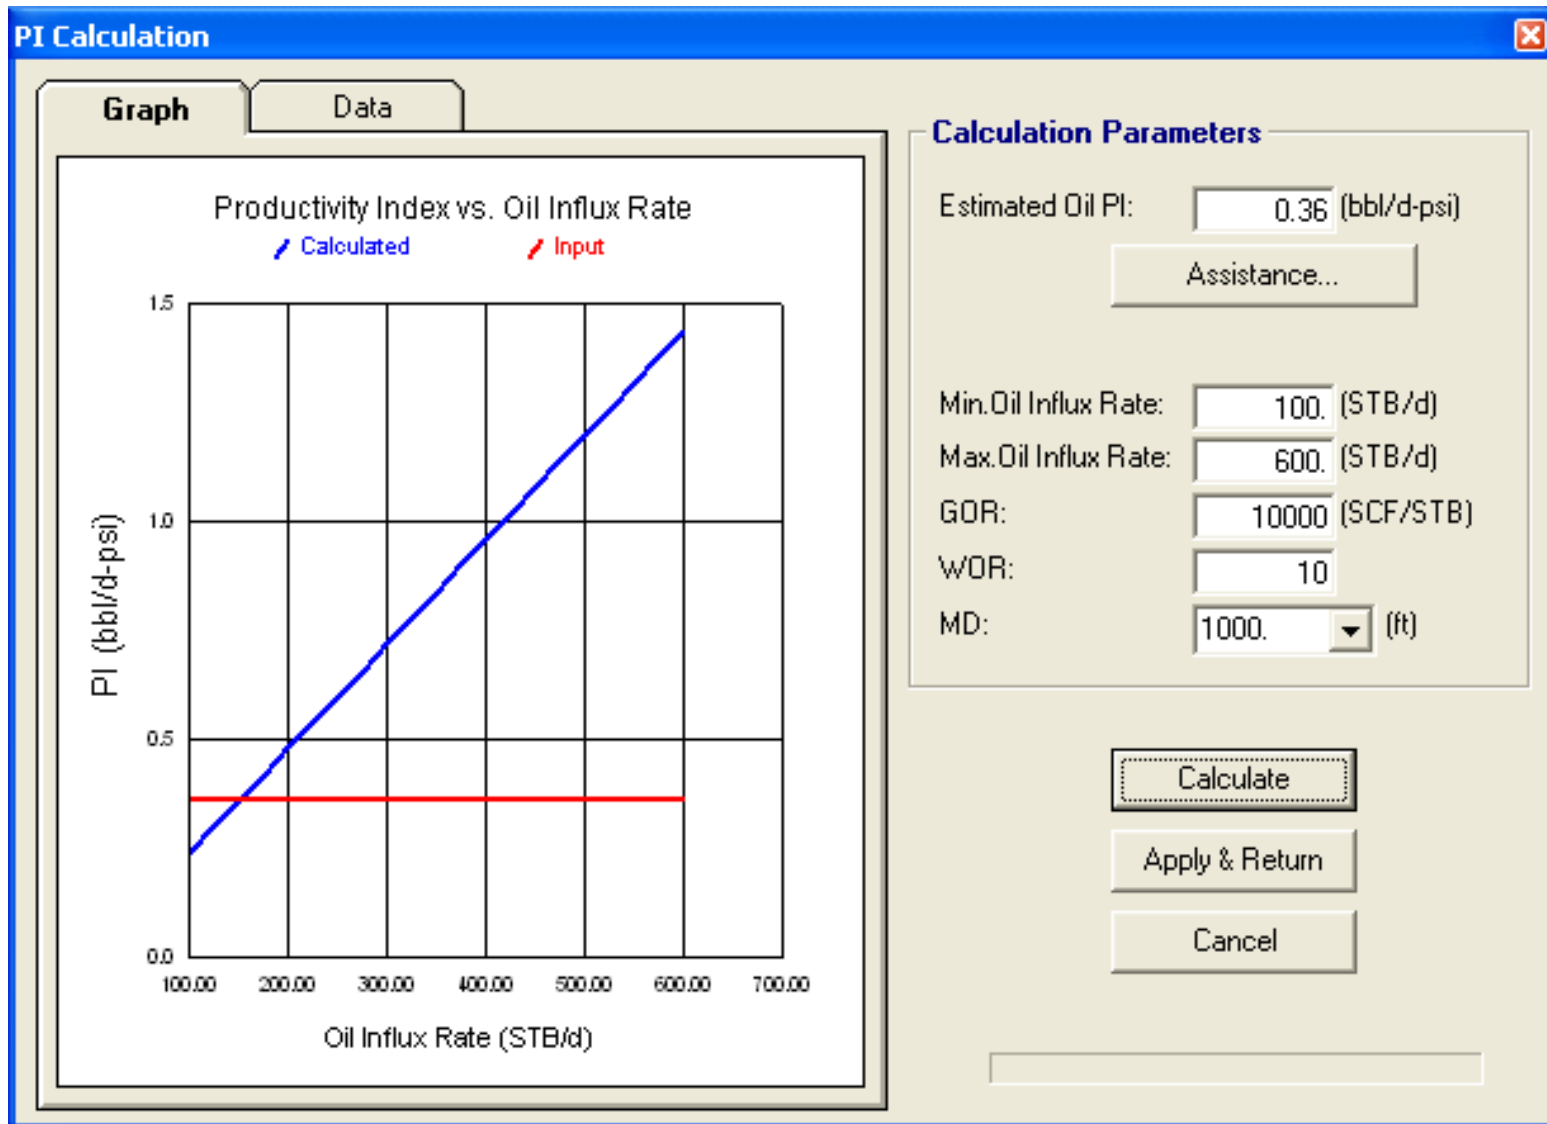 PI Calculation
Graph
Data
Productivity Index vs. Oil Influx Rate
Calculated
Input
1.5
1.0
0.5
0.0
PI (bbl/d-psi)
100.00 200.00 300.00 400.00 500.00 600.00 700.00
Oil Influx Rate (STB/d)
Calculation Parameters
Estimated Oil PI: 0.36 (bbl/d-psi)
Assistance...
Min.Oil Influx Rate: 100. (STB/d)
Max.Oil Influx Rate: 600. (STB/d)
GOR: 10000 (SCF/STB)
WOR: 10
MD: 1000. (ft)
Calculate
Apply & Return
Cancel